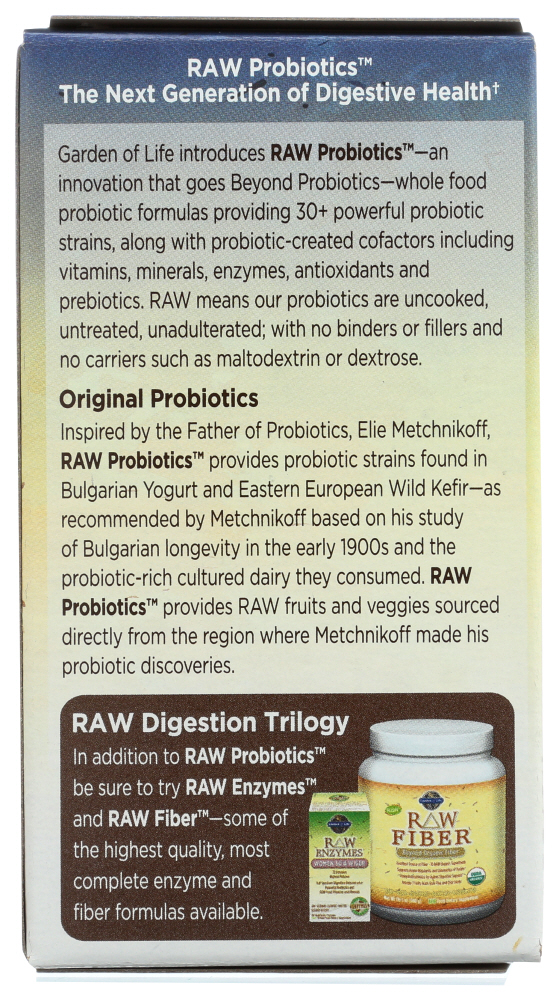 RAW Probiotics™
The Next Generation of Digestive Health†
Garden of Life introduces RAW Probiotics™—an
innovation that goes Beyond Probiotics—whole food
probiotic formulas providing 30+ powerful probiotic
strains, along with probiotic-created cofactors including
vitamins, minerals, enzymes, antioxidants and
prebiotics. RAW means our probiotics are uncooked,
untreated, unadulterated; with no binders or fillers and
no carriers such as maltodextrin or dextrose.
Original Probiotics
Inspired by the Father of Probiotics, Elie Metchnikoff,
RAW Probiotics™ provides probiotic strains found in
Bulgarian Yogurt and Eastern European Wild Kefir—as
recommended by Metchnikoff based on his study
of Bulgarian longevity in the early 1900s and the
probiotic-rich cultured dairy they consumed. RAW
Probiotics™ provides RAW fruits and veggies sourced
directly from the region where Metchnikoff made his
probiotic discoveries.
RAW Digestion Trilogy
In addition to RAW Probiotics™
be sure to try RAW Enzymes™
and RAW Fiber™—some of
the highest quality, most
complete enzyme and
fiber formulas available.
RAW
ENZYMES
RAW
FIBER